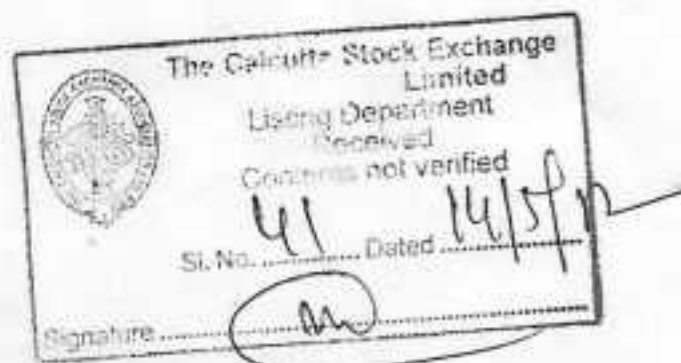 The Calcutta Stock Exchange
Limited
Listing Department
Received
Contents not verified
Sl. No. 41 Dated 14/5/12
Signature